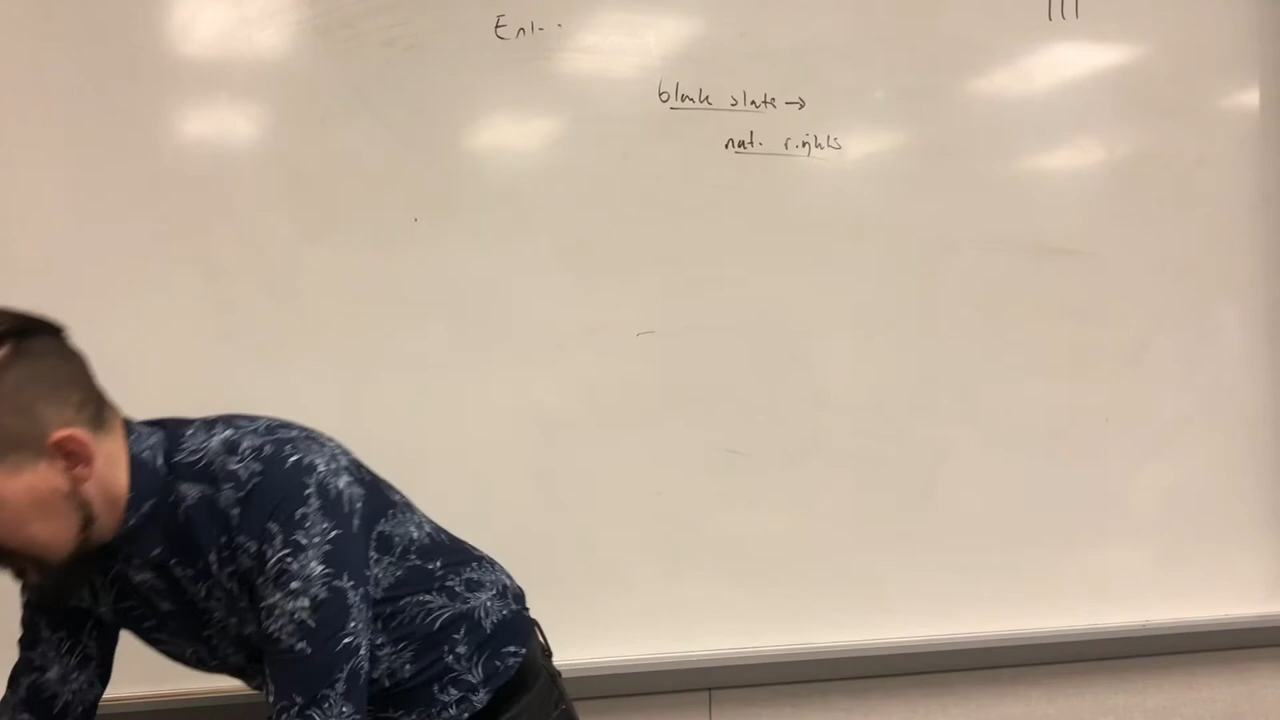 Enl.
blank slate →
nat. rights